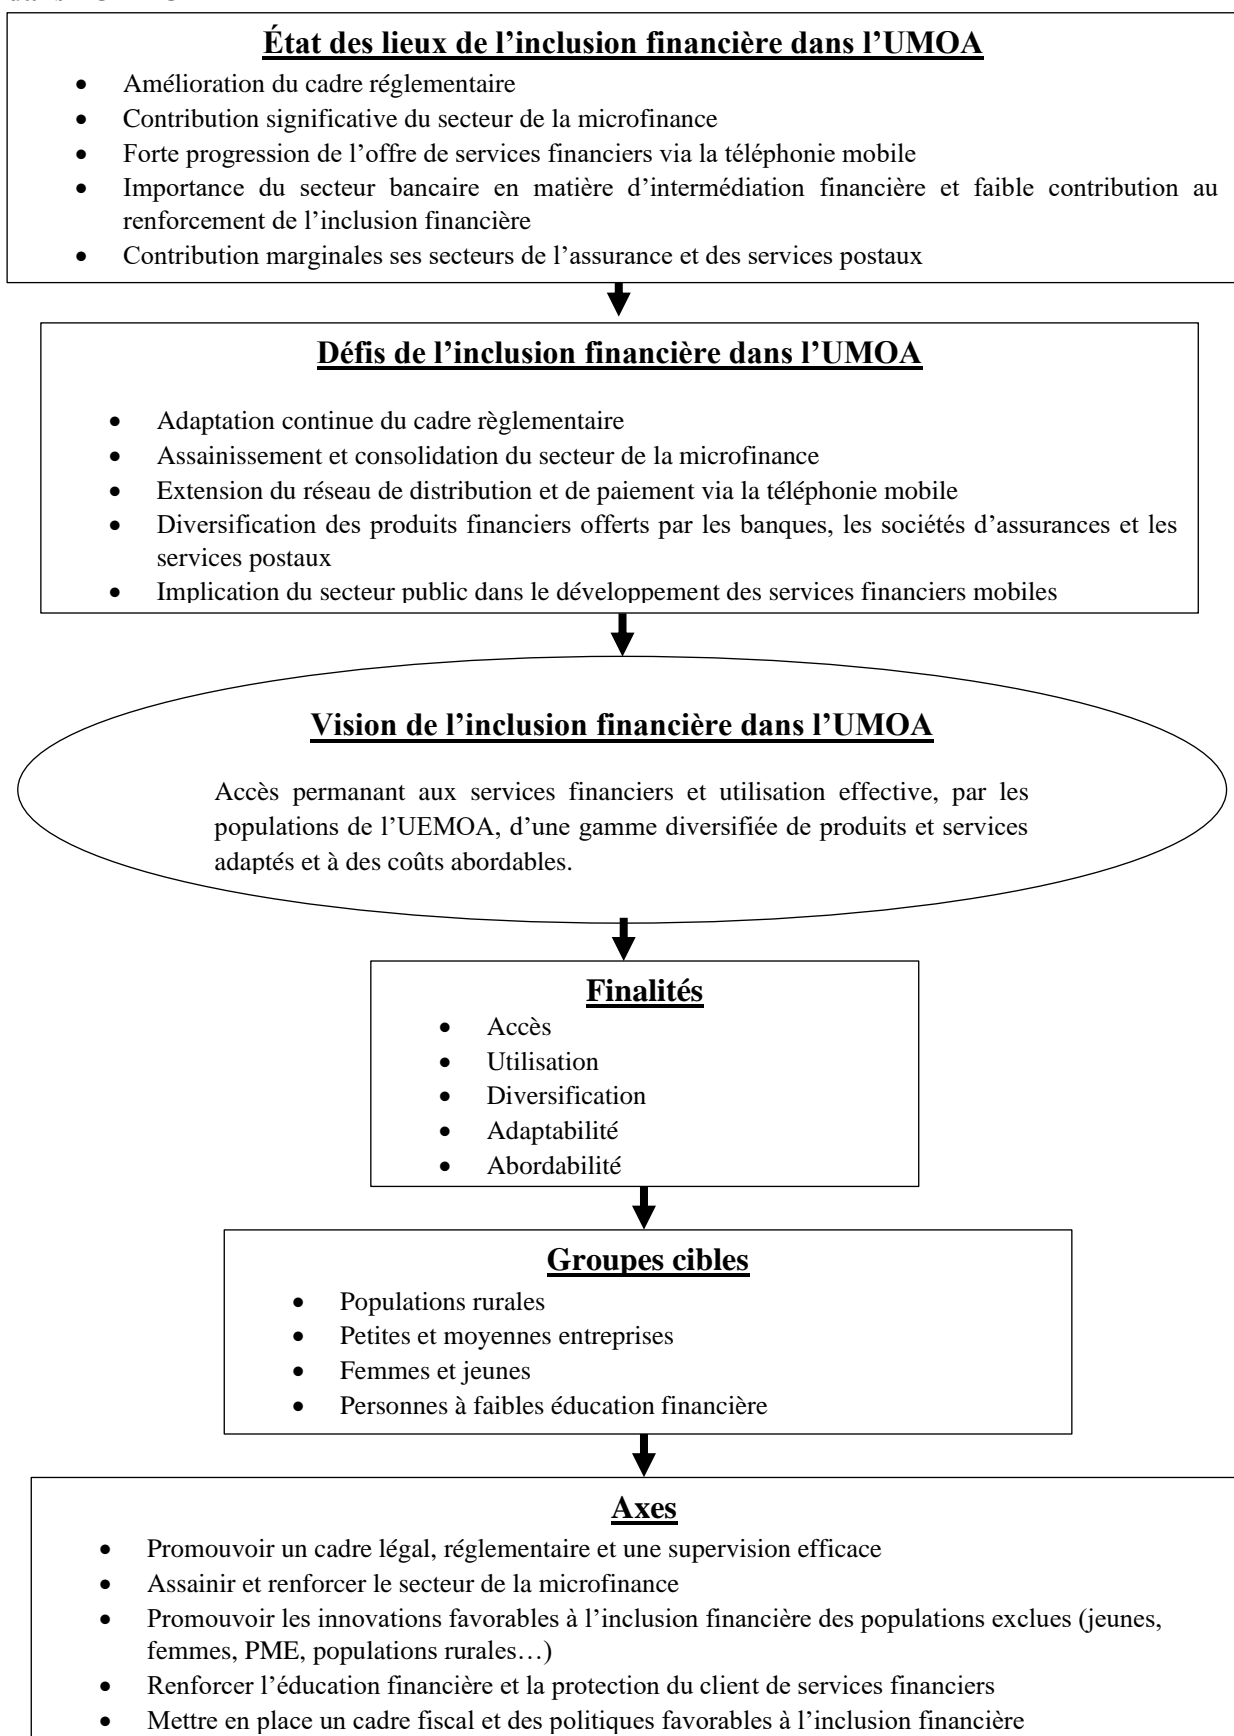 État des lieux de l’inclusion financière dans l’UMOA
• Amélioration du cadre réglementaire
• Contribution significative du secteur de la microfinance
• Forte progression de l’offre de services financiers via la téléphonie mobile
• Importance du secteur bancaire en matière d’intermédiation financière et faible contribution au
renforcement de l’inclusion financière
• Contribution marginales ses secteurs de l’assurance et des services postaux
Défis de l’inclusion financière dans l’UMOA
• Adaptation continue du cadre règlementaire
• Assainissement et consolidation du secteur de la microfinance
• Extension du réseau de distribution et de paiement via la téléphonie mobile
• Diversification des produits financiers offerts par les banques, les sociétés d’assurances et les
services postaux
• Implication du secteur public dans le développement des services financiers mobiles
Vision de l’inclusion financière dans l’UMOA
Accès permanant aux services financiers et utilisation effective, par les
populations de l’UEMOA, d’une gamme diversifiée de produits et services
adaptés et à des coûts abordables.
Finalités
• Accès
• Utilisation
• Diversification
• Adaptabilité
• Abordabilité
Groupes cibles
• Populations rurales
• Petites et moyennes entreprises
• Femmes et jeunes
• Personnes à faibles éducation financière
Axes
• Promouvoir un cadre légal, réglementaire et une supervision efficace
• Assainir et renforcer le secteur de la microfinance
• Promouvoir les innovations favorables à l’inclusion financière des populations exclues (jeunes,
femmes, PME, populations rurales…)
• Renforcer l’éducation financière et la protection du client de services financiers
• Mettre en place un cadre fiscal et des politiques favorables à l’inclusion financière